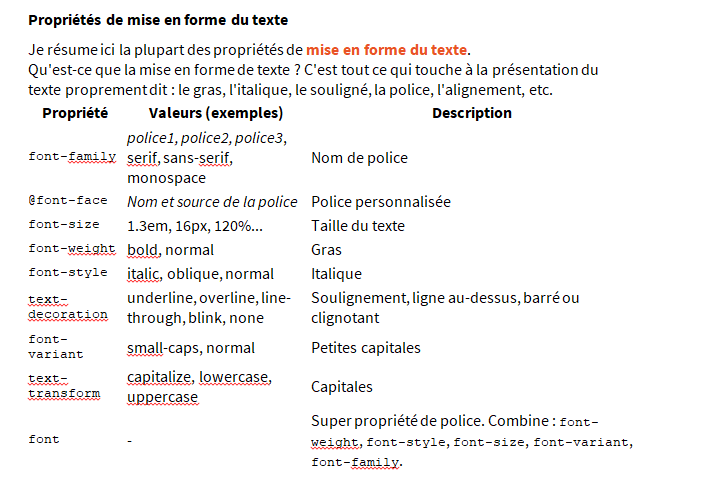 Propriétés de mise en forme du texte
Je résume ici la plupart des propriétés de mise en forme du texte.
Qu'est-ce que la mise en forme de texte ? C'est tout ce qui touche à la présentation du
texte proprement dit : le gras, l'italique, le souligné, la police, l'alignement, etc.
Propriété Valeurs (exemples) Description
police1, police2, police3,
font-family serif, sans-serif, Nom de police
monospace
@font-face Nom et source de la police Police personnalisée
font-size 1.3em, 16px, 120%... Taille du texte
font-weight bold, normal Gras
font-style italic, oblique, normal Italique
text- underline, overline, line- Soulignement, ligne au-dessus, barré ou
decoration through, blink, none clignotant
font-
variant small-caps, normal Petites capitales
text- capitalize, lowercase,
transform uppercase Capitales
Super propriété de police. Combine : font-
font - weight, font-style, font-size, font-variant,
font-family.